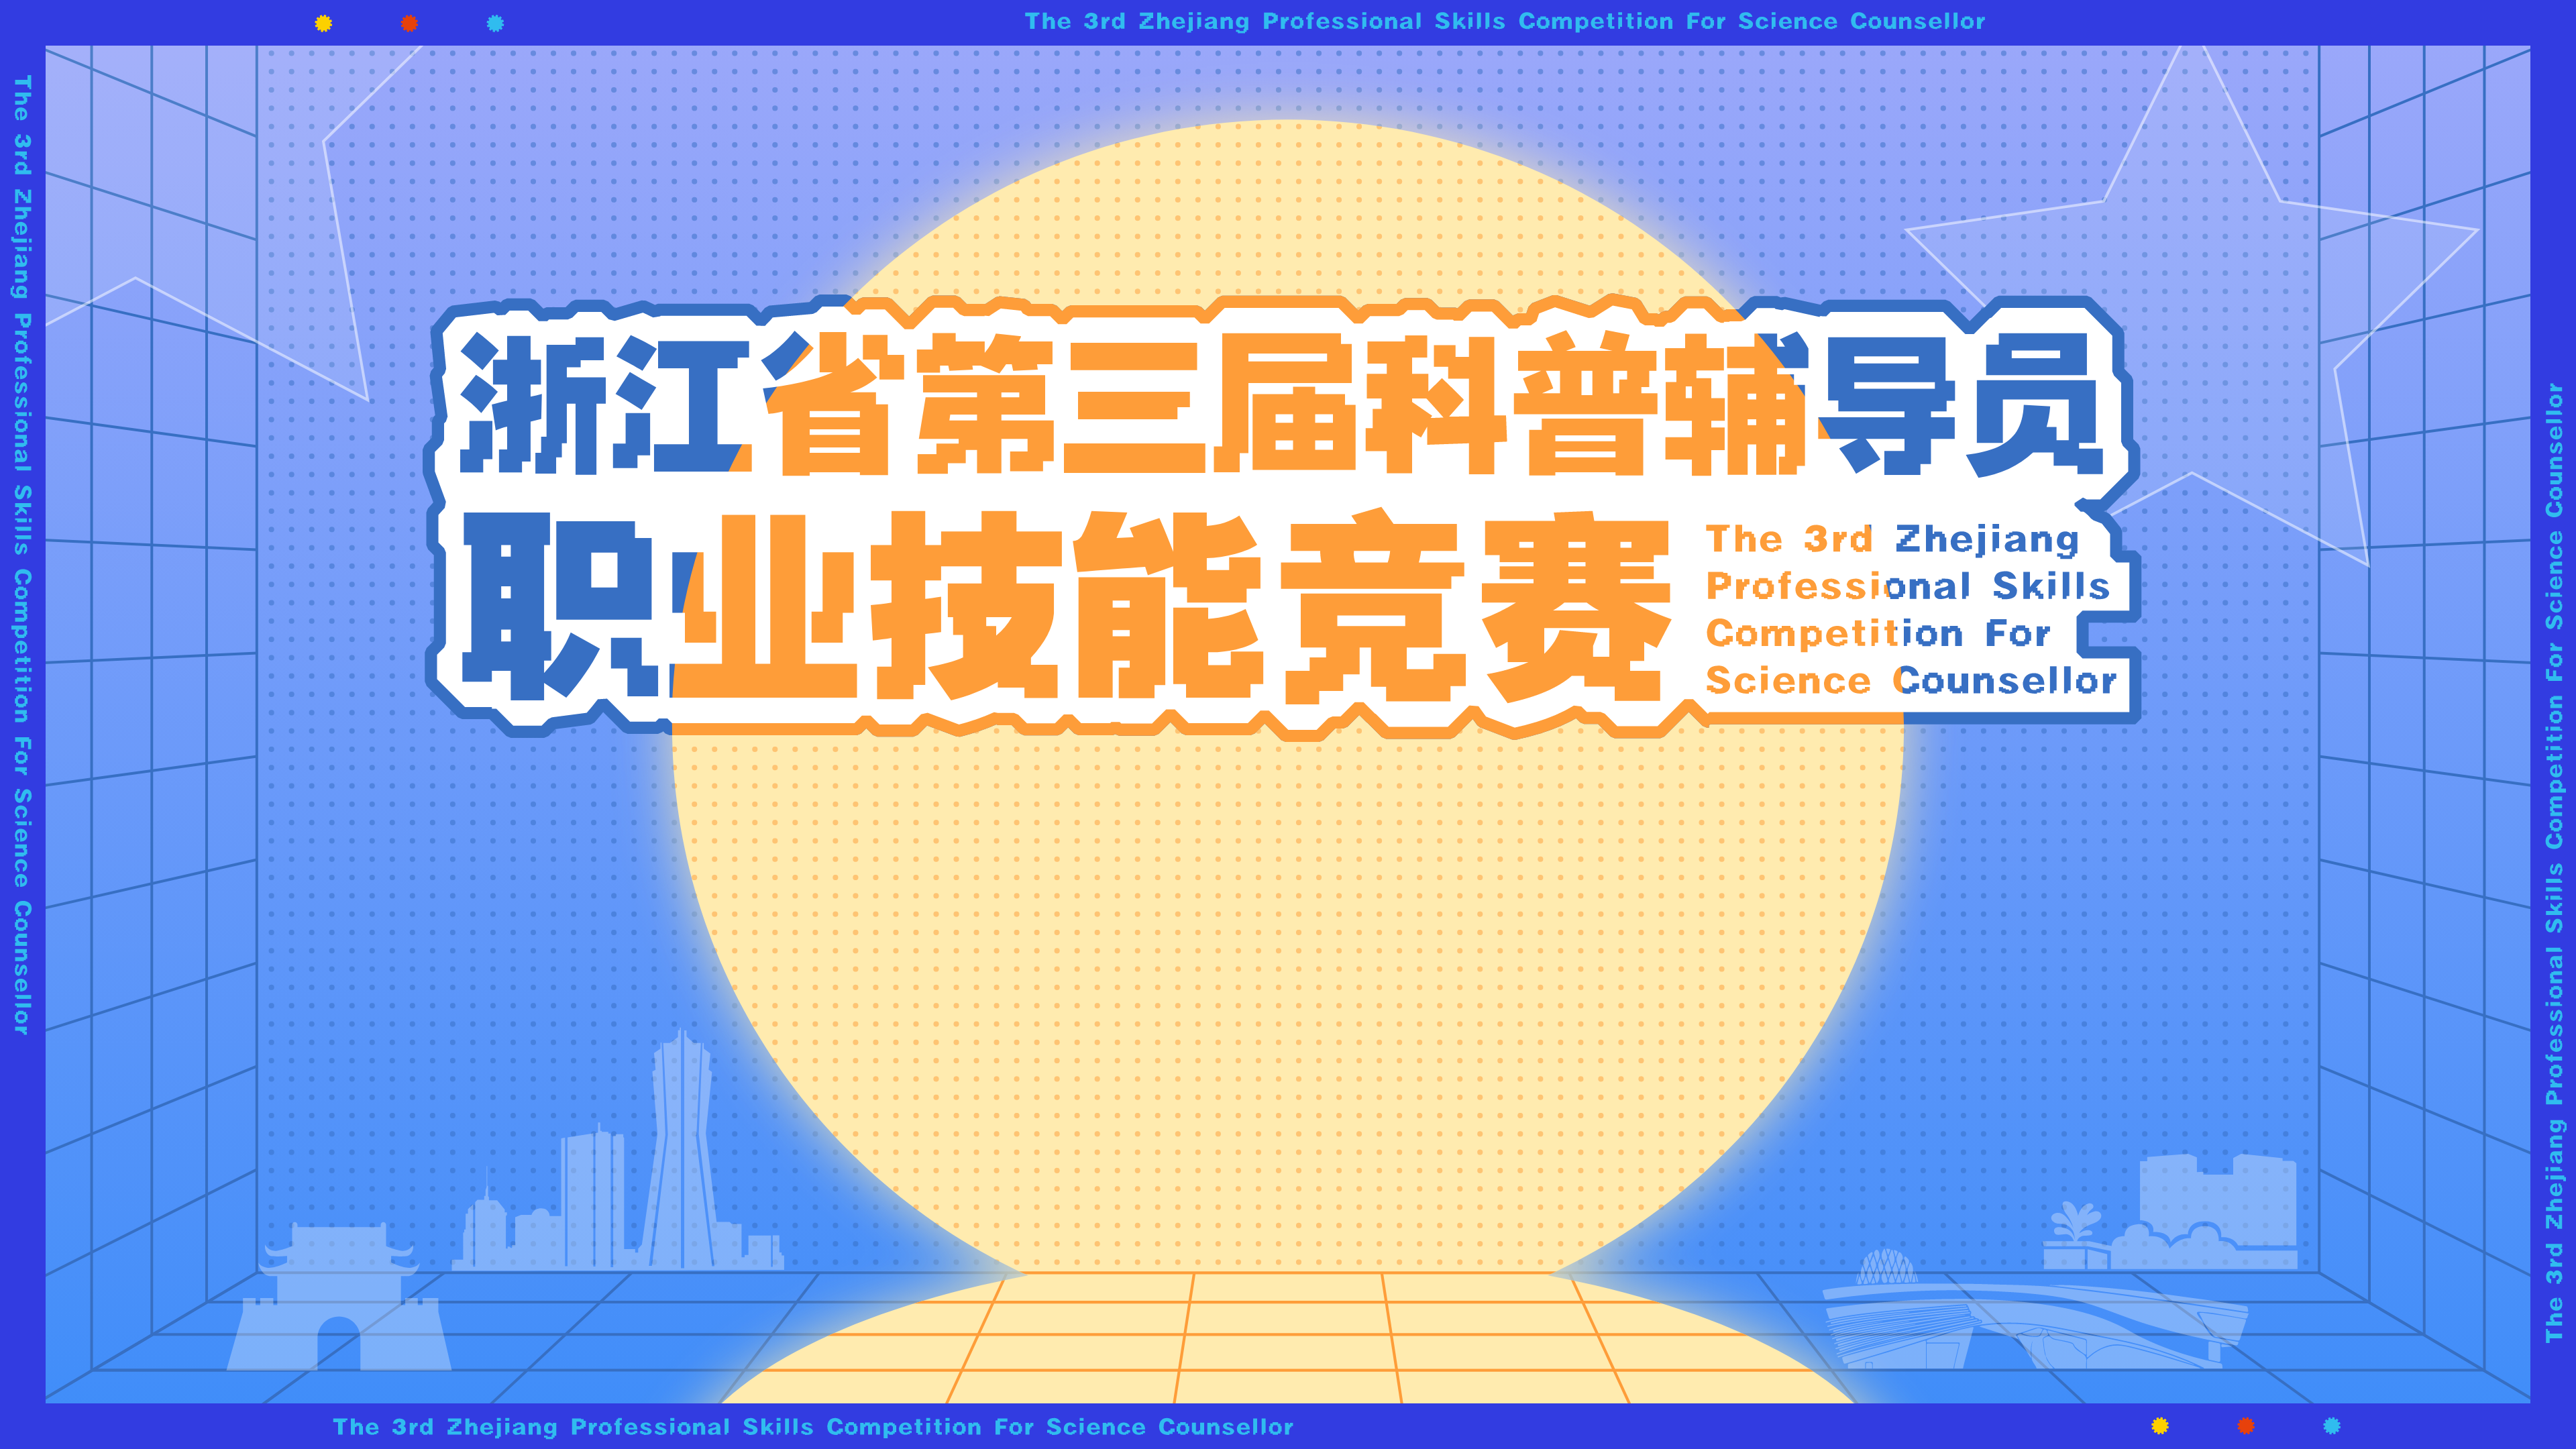 The 3rd Zhejiang Professional Skills Competition For Science Counsellor
The 3rd Zhejiang Professional Skills Competition For Science Counsellor
浙江省第三届科普辅导员
职业技能竞赛
The 3rd Zhejiang
Professional Skills
Competition For
Science Counsellor
The 3rd Zhejiang Professional Skills Competition For Science Counsellor
The 3rd Zhejiang Professional Skills Competition For Science Counsellor